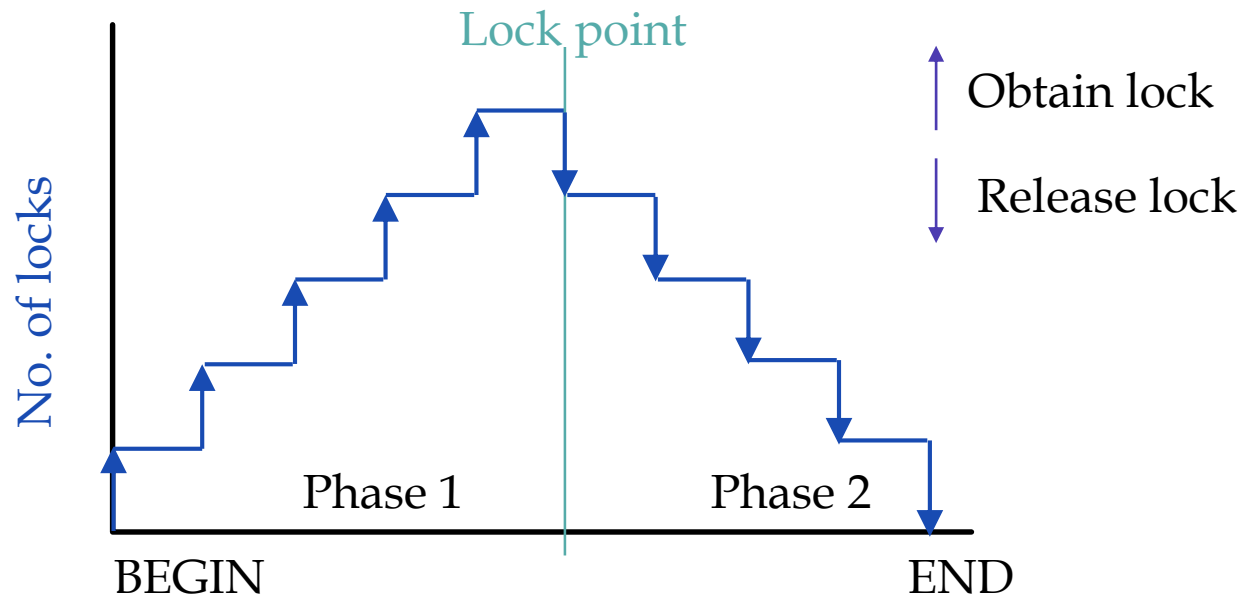 Lock point
Obtain lock
Release lock
No. of locks
Phase 1
Phase 2
BEGIN
END